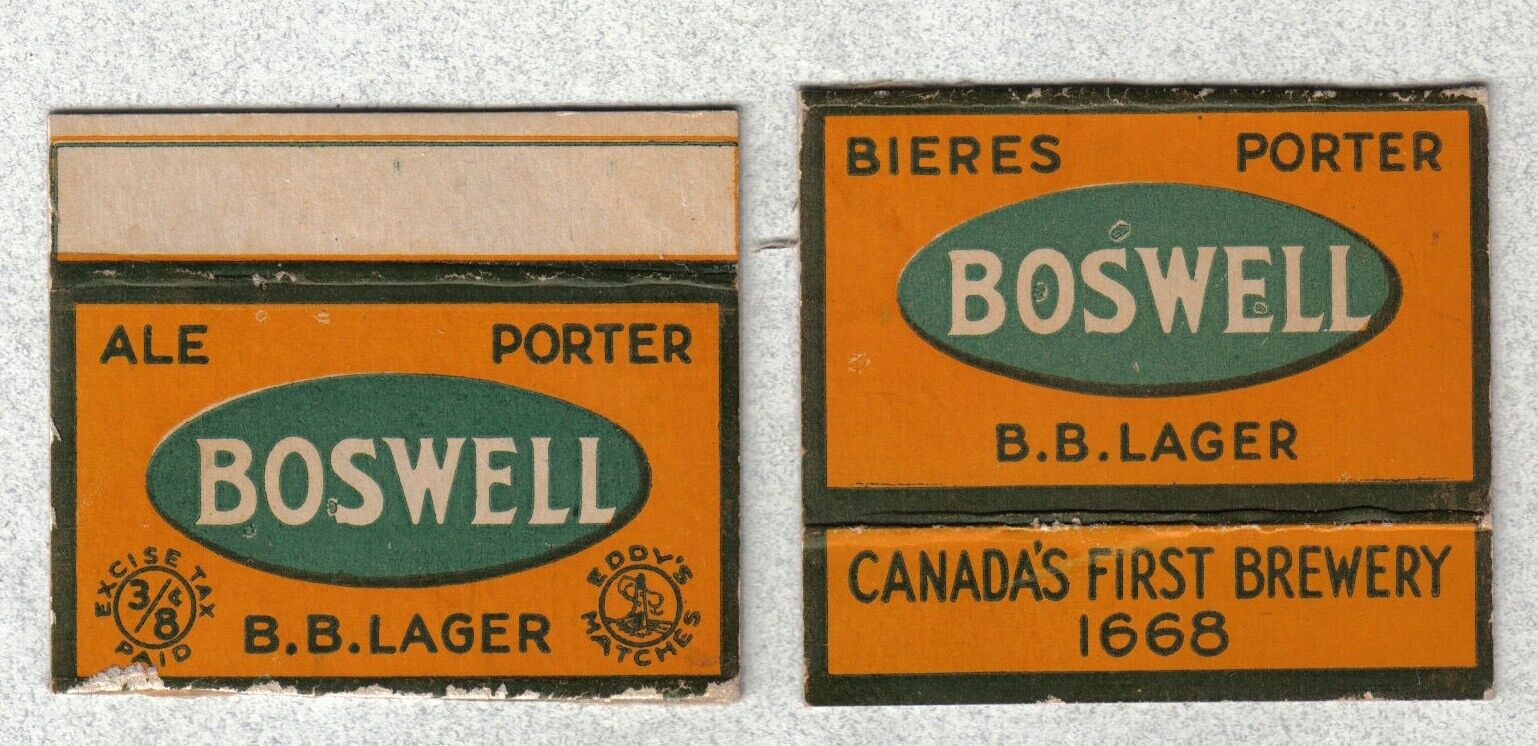 ALE PORTER
BOSWELL
EXCISE TAX
3/8¢
PAID
B.B. LAGER
EDDY'S
MATCHES
BIERES PORTER
BOSWELL
B.B. LAGER
CANADA'S FIRST BREWERY
1668